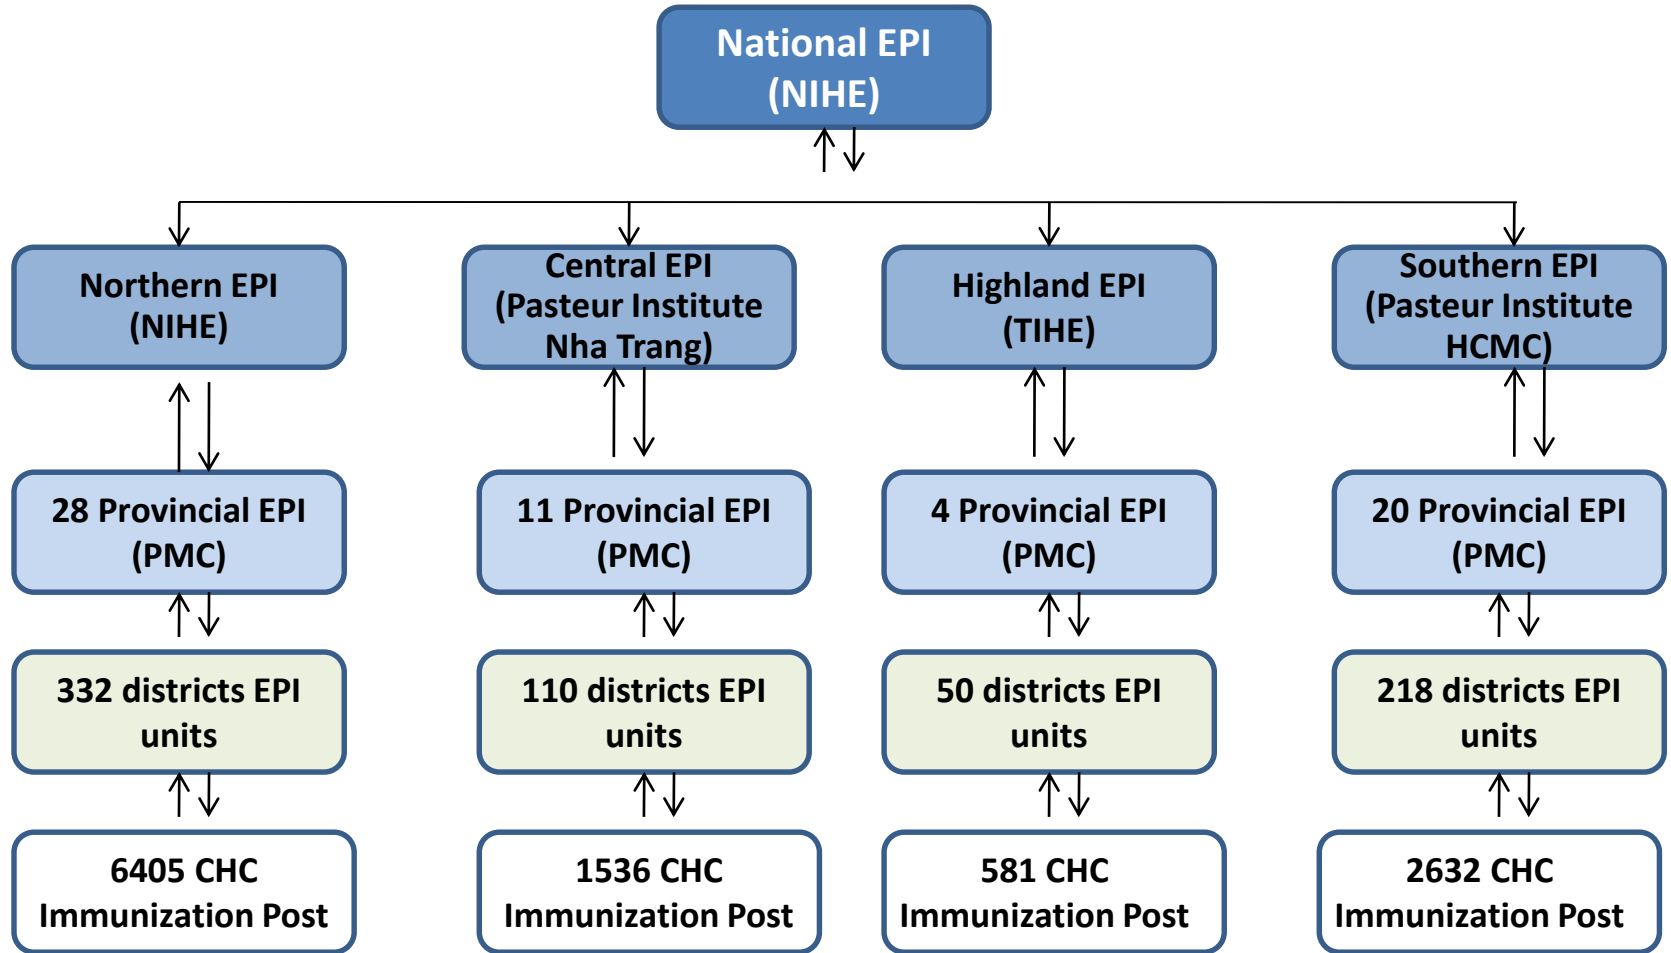 National EPI
(NIHE)
Northern EPI
(NIHE)
Central EPI
(Pasteur Institute
Nha Trang)
Highland EPI
(TIHE)
Southern EPI
(Pasteur Institute
HCMC)
28 Provincial EPI
(PMC)
11 Provincial EPI
(PMC)
4 Provincial EPI
(PMC)
20 Provincial EPI
(PMC)
332 districts EPI
units
110 districts EPI
units
50 districts EPI
units
218 districts EPI
units
6405 CHC
Immunization Post
1536 CHC
Immunization Post
581 CHC
Immunization Post
2632 CHC
Immunization Post